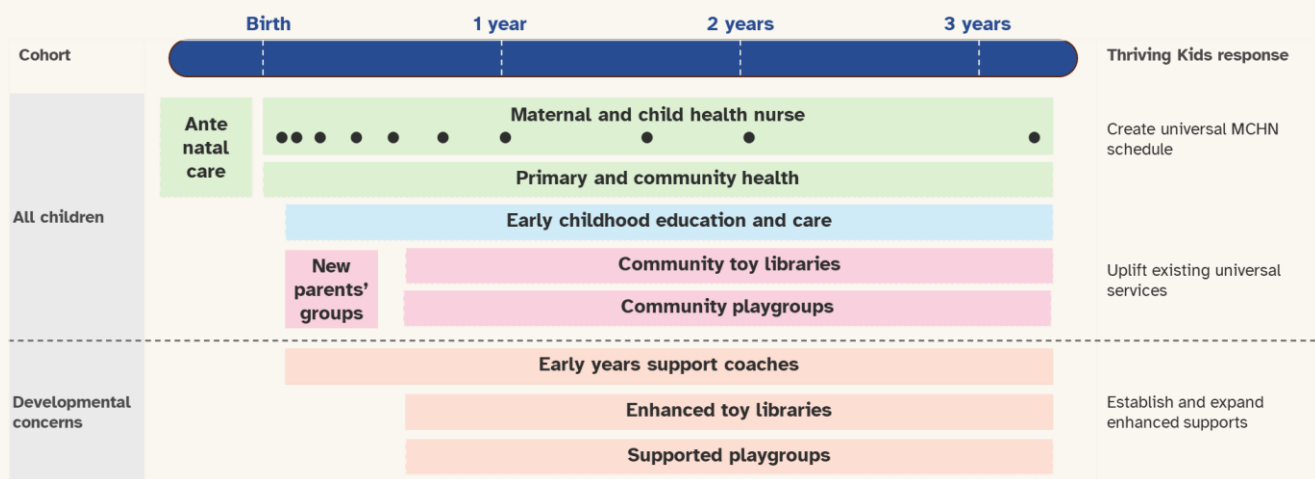 Birth
1 year
2 years
3 years
Cohort
Thriving Kids response
Ante
natal
care
Maternal and child health nurse
Create universal MCHN
schedule
Primary and community health
All children
Early childhood education and care
New
parents’
groups
Community toy libraries
Community playgroups
Uplift existing universal
services
Developmental
concerns
Early years support coaches
Enhanced toy libraries
Supported playgroups
Establish and expand
enhanced supports